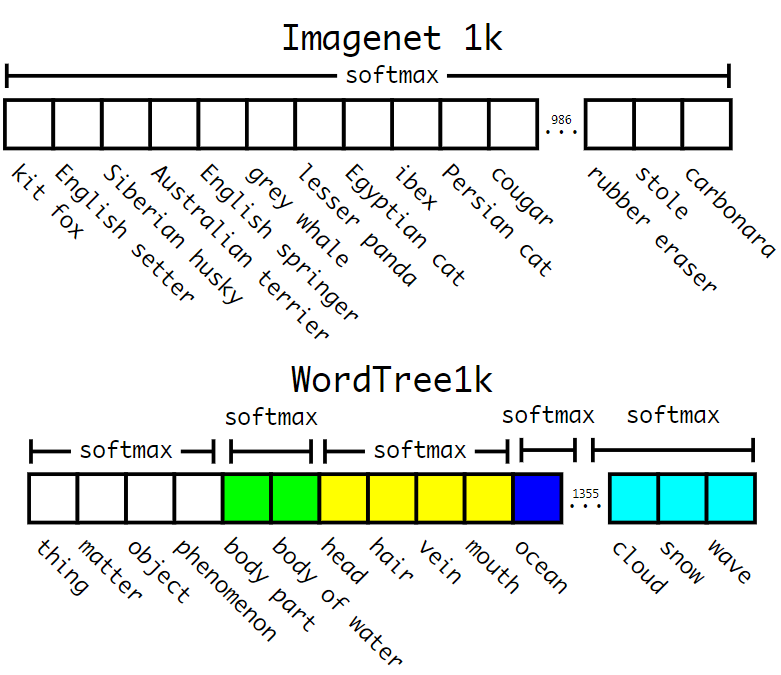 Imagenet 1k
softmax
986
...
kit fox
English setter
Siberian husky
Australian terrier
English springer
grey whale
lesser panda
Egyptian cat
ibex
Persian cat
cougar
rubber eraser
stole
carbonara
WordTree1k
softmax
softmax
softmax
softmax
softmax
1355
...
thing
matter
object
phenomenon
body part
body of water
head
hair
vein
mouth
ocean
cloud
snow
wave